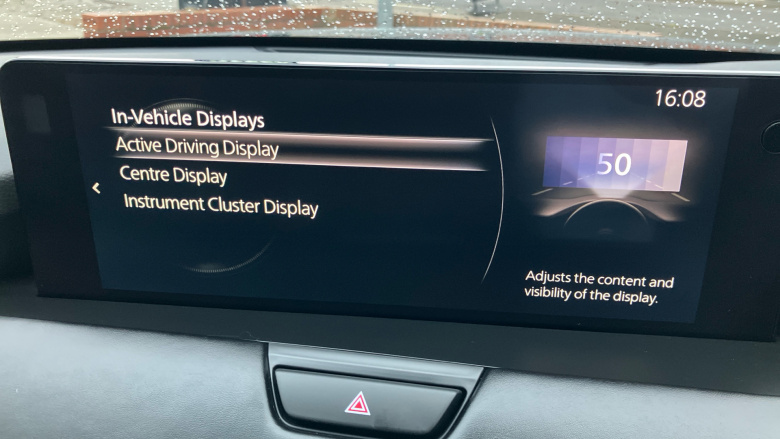 16:08
In-Vehicle Displays
Active Driving Display
Centre Display
Instrument Cluster Display
50
Adjusts the content and
visibility of the display.